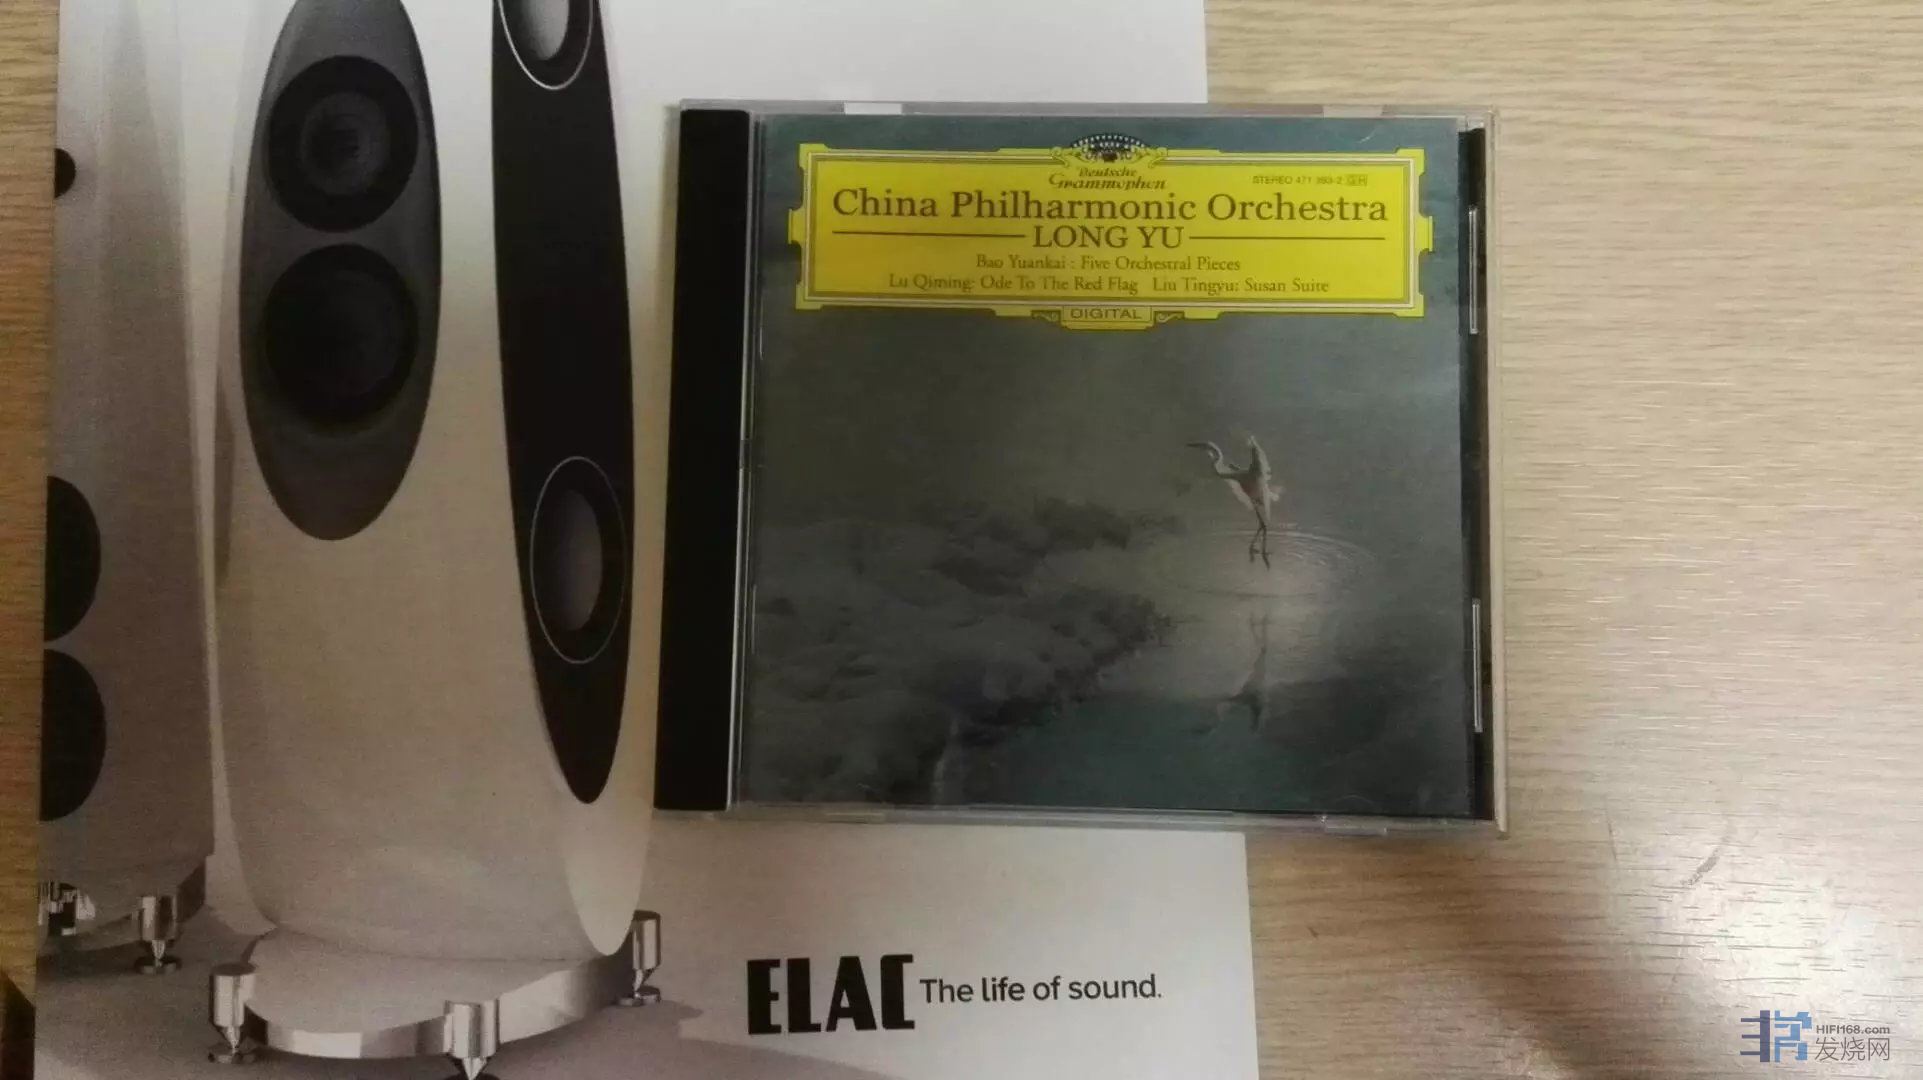 Deutsche
Grammophon
STEREO 471 393-2 GH
China Philharmonic Orchestra
LONG YU
Bao Yuankai : Five Orchestral Pieces
Lu Qiming: Ode To The Red Flag Liu Tingyu: Susan Suite
DIGITAL
ELAC The life of sound.
HIFI168.com
发烧网